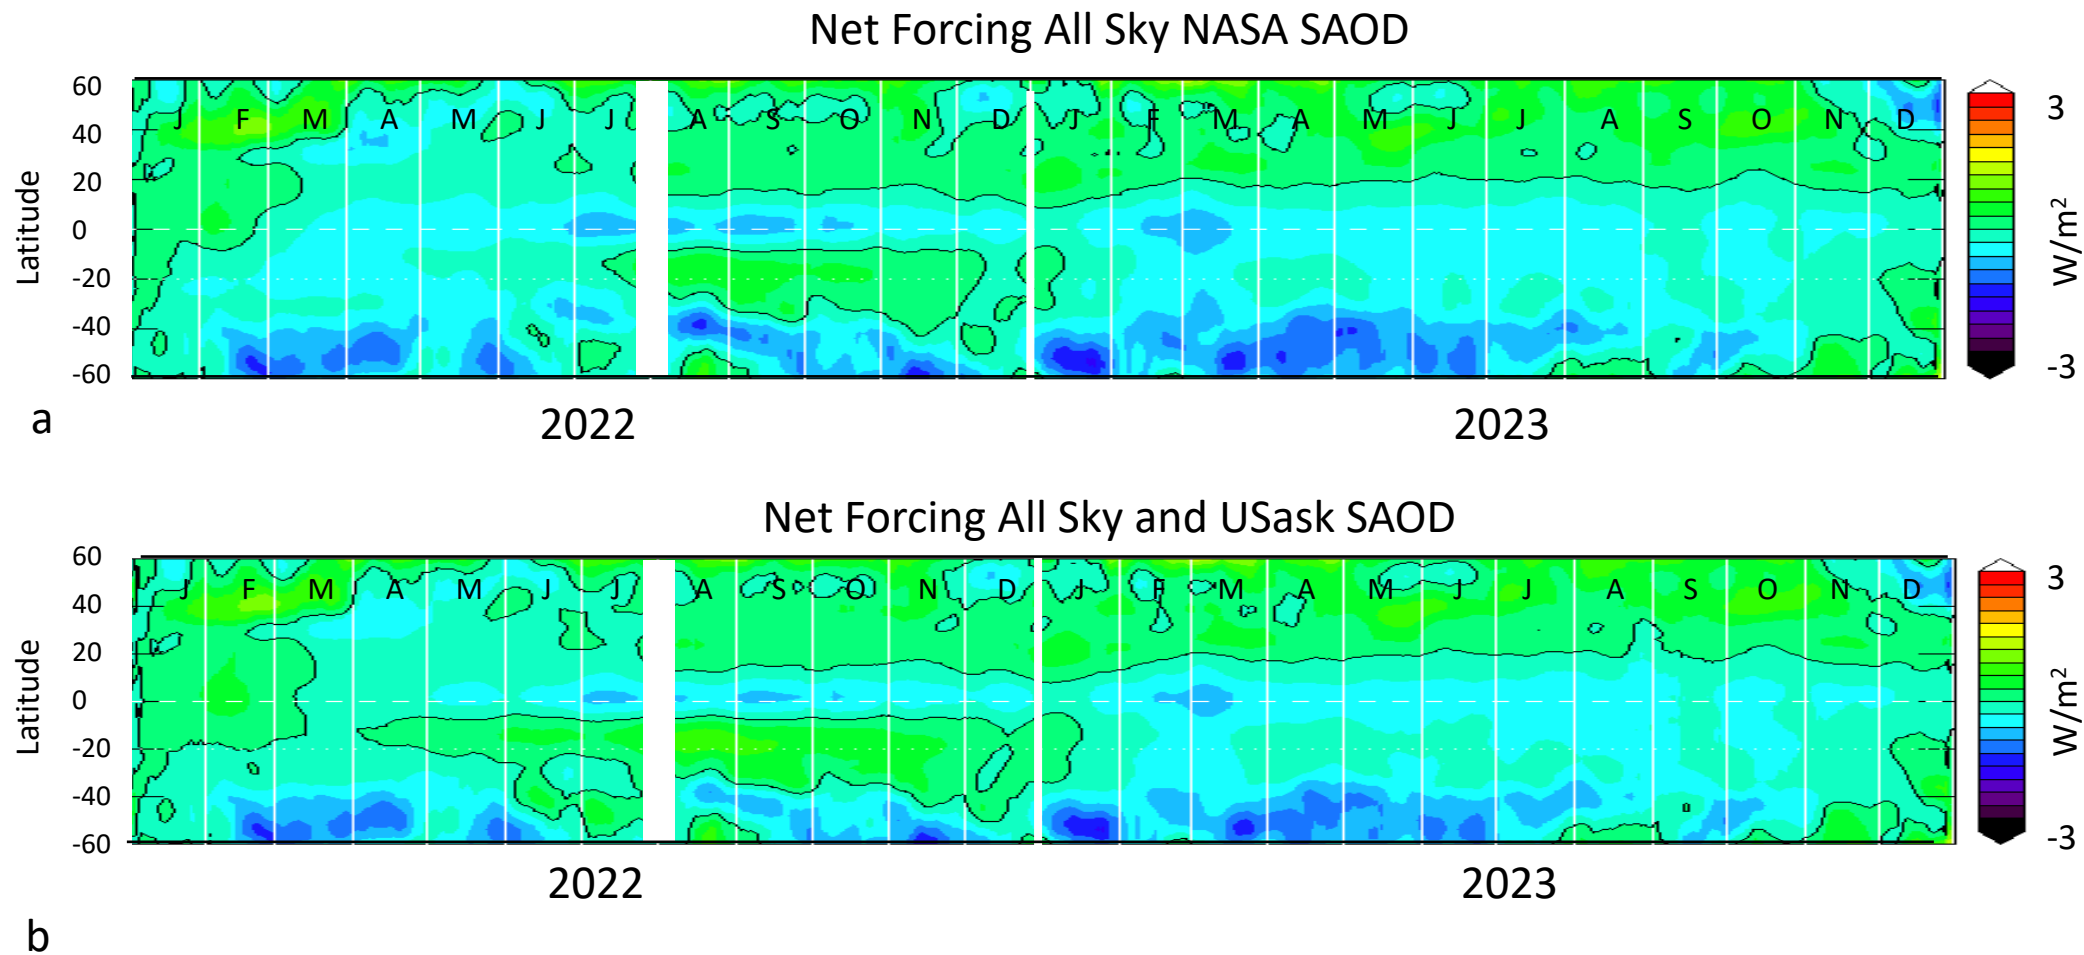 Net Forcing All Sky NASA SAOD
60
40
20
0
-20
-40
-60
Latitude
J F M A M J J A S O N D J F M A M J J A S O N D
3
-3
W/m²
a
2022
2023
Net Forcing All Sky and USask SAOD
60
40
20
0
-20
-40
-60
Latitude
J F M A M J J A S O N D J F M A M J J A S O N D
3
-3
W/m²
2022
2023
b